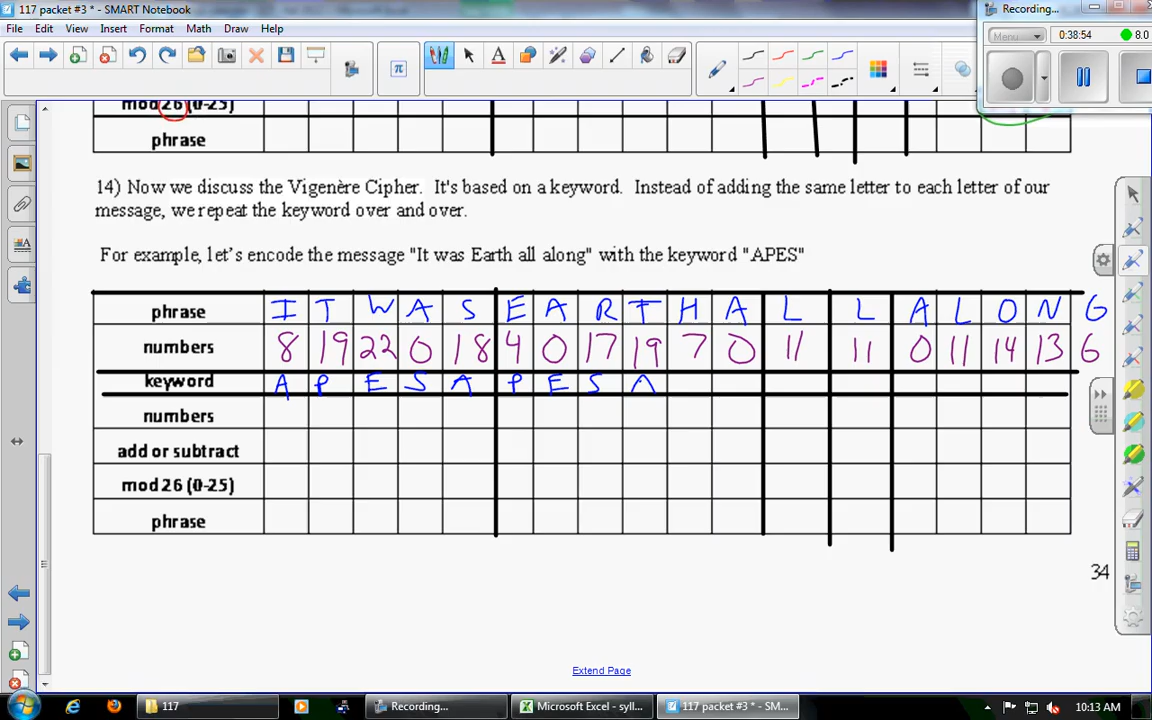 117 packet #3 * - SMART Notebook
Recording...
File Edit View Insert Format Math Draw Help
Menu
0:38:54
8.0
π
A
mod 26 (0-25)
phrase
14) Now we discuss the Vigenère Cipher. It's based on a keyword. Instead of adding the same letter to each letter of our
message, we repeat the keyword over and over.
For example, let's encode the message "It was Earth all along" with the keyword "APES"
phrase I T W A S E A R T H A L L A L O N G
numbers 8 19 22 0 18 4 0 17 19 7 0 11 11 0 11 14 13 6
keyword A P E S A P E S A
numbers
add or subtract
mod 26 (0-25)
phrase
34
Extend Page
117
Recording...
Microsoft Excel - syll...
117 packet #3 * - SM...
10:13 AM